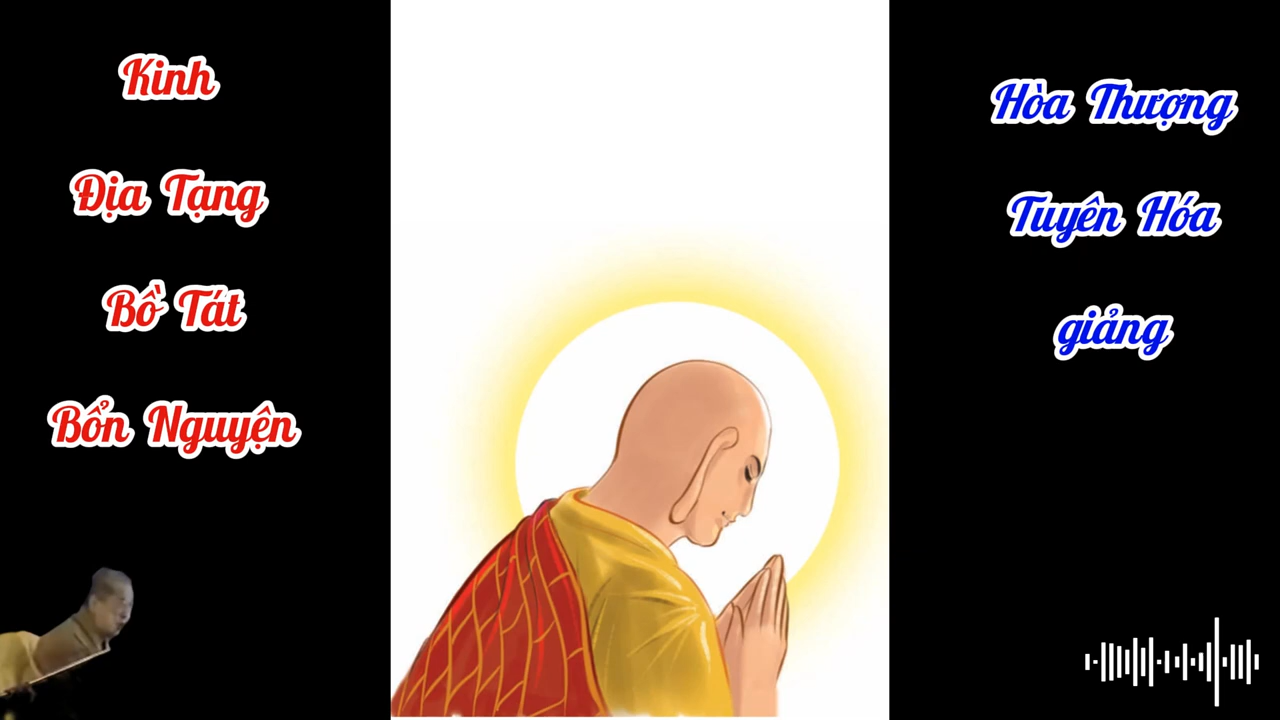 Kinh
Địa Tạng
Bồ Tát
Bổn Nguyện
Hòa Thượng
Tuyên Hóa
giảng